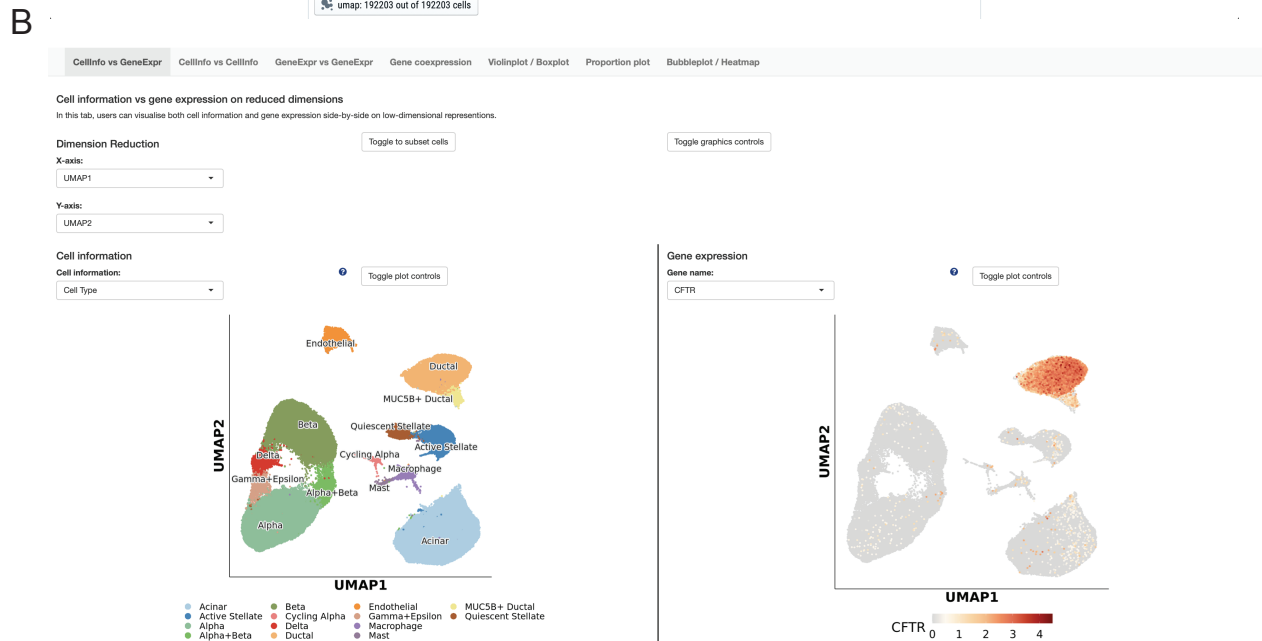 umap: 192203 out of 192203 cells
B
CellInfo vs GeneExpr CellInfo vs CellInfo GeneExpr vs GeneExpr Gene coexpression Violinplot / Boxplot Proportion plot Bubbleplot / Heatmap
Cell information vs gene expression on reduced dimensions
In this tab, users can visualise both cell information and gene expression side-by-side on low-dimensional represention.
Dimension Reduction
Toggle to subset cells
Toggle graphics controls
X-axis:
UMAP1
Y-axis:
UMAP2
Cell information
Cell information:
Cell Type
?
Toggle plot controls
Endothelial
Ductal
MUC5B+ Ductal
Beta
Quiescent Stellate
Active Stellate
Delta
Cycling Alpha
Macrophage
Gamma+Epsilon
Alpha+Beta
Mast
Alpha
Acinar
UMAP2
UMAP1
Acinar Beta Endothelial MUC5B+ Ductal
Active Stellate Cycling Alpha Gamma+Epsilon Quiescent Stellate
Alpha Delta Macrophage
Alpha+Beta Ductal Mast
Gene expression
Gene name:
CFTR
?
Toggle plot controls
UMAP2
UMAP1
CFTR
0 1 2 3 4